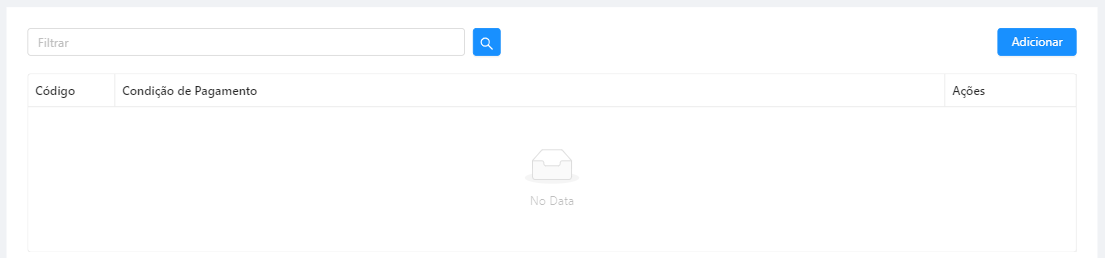 Filtrar
Adicionar
Código
Condição de Pagamento
Ações
No Data